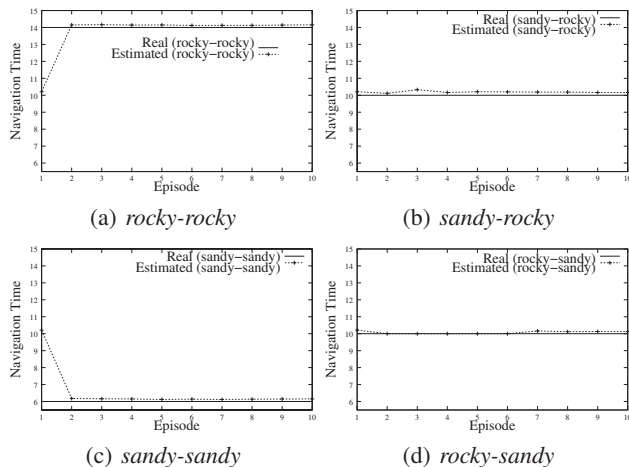 15
14
13
12
11
10
9
8
7
6
Navigation Time
Real (rocky−rocky)
Estimated (rocky−rocky)
1 2 3 4 5 6 7 8 9 10
Episode
(a) rocky-rocky
15
14
13
12
11
10
9
8
7
6
Navigation Time
Real (sandy−rocky)
Estimated (sandy−rocky)
1 2 3 4 5 6 7 8 9 10
Episode
(b) sandy-rocky
15
14
13
12
11
10
9
8
7
6
Navigation Time
Real (sandy−sandy)
Estimated (sandy−sandy)
1 2 3 4 5 6 7 8 9 10
Episode
(c) sandy-sandy
15
14
13
12
11
10
9
8
7
6
Navigation Time
Real (rocky−sandy)
Estimated (rocky−sandy)
1 2 3 4 5 6 7 8 9 10
Episode
(d) rocky-sandy